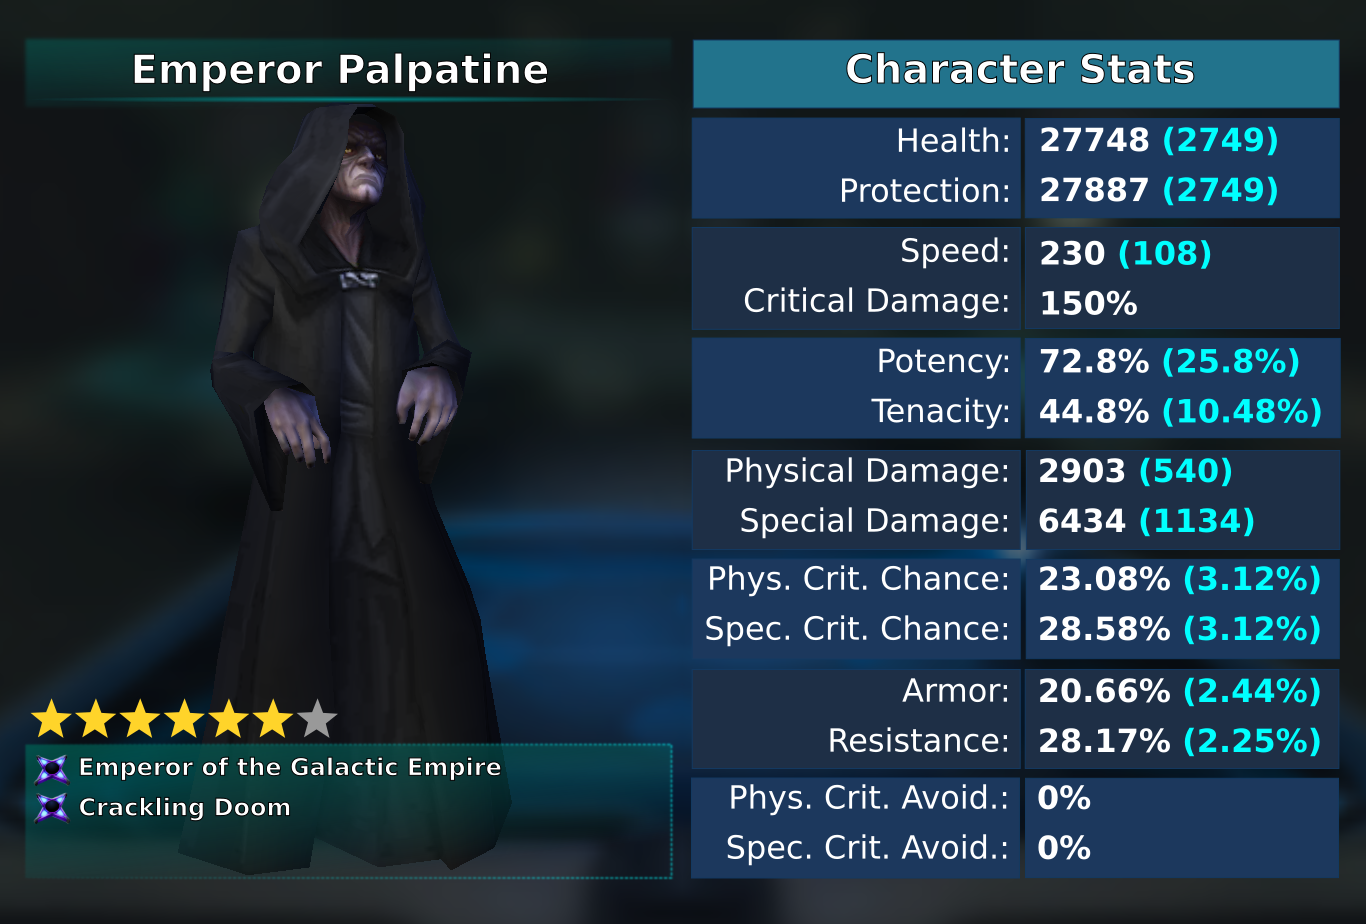 Emperor Palpatine
Emperor of the Galactic Empire
Crackling Doom
Character Stats
Health: 27748 (2749)
Protection: 27887 (2749)
Speed: 230 (108)
Critical Damage: 150%
Potency: 72.8% (25.8%)
Tenacity: 44.8% (10.48%)
Physical Damage: 2903 (540)
Special Damage: 6434 (1134)
Phys. Crit. Chance: 23.08% (3.12%)
Spec. Crit. Chance: 28.58% (3.12%)
Armor: 20.66% (2.44%)
Resistance: 28.17% (2.25%)
Phys. Crit. Avoid.: 0%
Spec. Crit. Avoid.: 0%